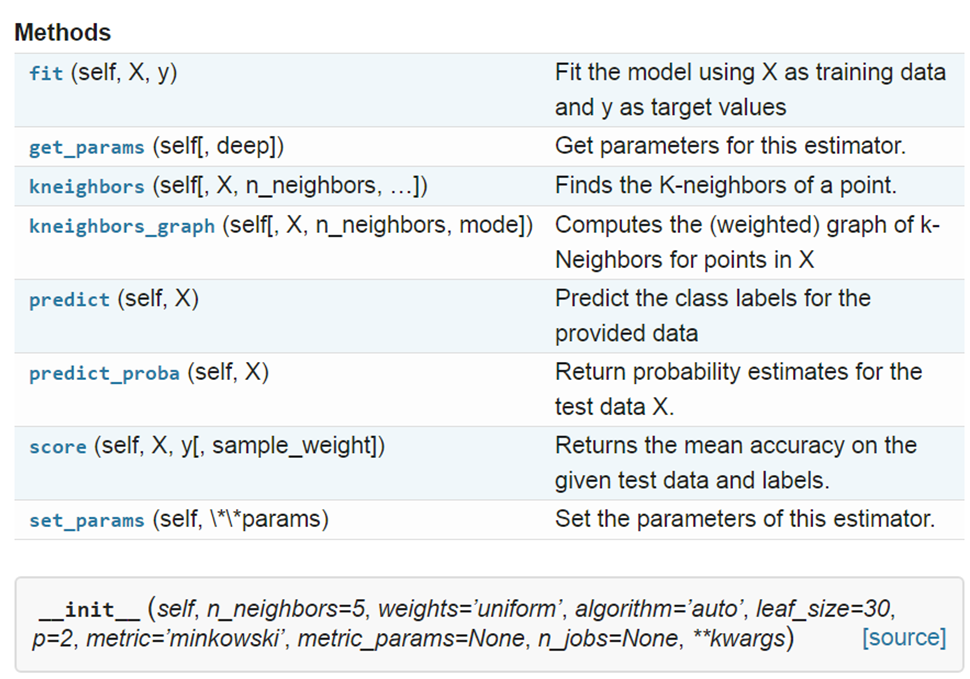 Methods
fit (self, X, y) Fit the model using X as training data
and y as target values
get_params (self[, deep]) Get parameters for this estimator.
kneighbors (self[, X, n_neighbors, …]) Finds the K-neighbors of a point.
kneighbors_graph (self[, X, n_neighbors, mode]) Computes the (weighted) graph of k-
Neighbors for points in X
predict (self, X) Predict the class labels for the
provided data
predict_proba (self, X) Return probability estimates for the
test data X.
score (self, X, y[, sample_weight]) Returns the mean accuracy on the
given test data and labels.
set_params (self, \*\*params) Set the parameters of this estimator.
__init__ (self, n_neighbors=5, weights=’uniform’, algorithm=’auto’, leaf_size=30,
p=2, metric=’minkowski’, metric_params=None, n_jobs=None, **kwargs) [source]